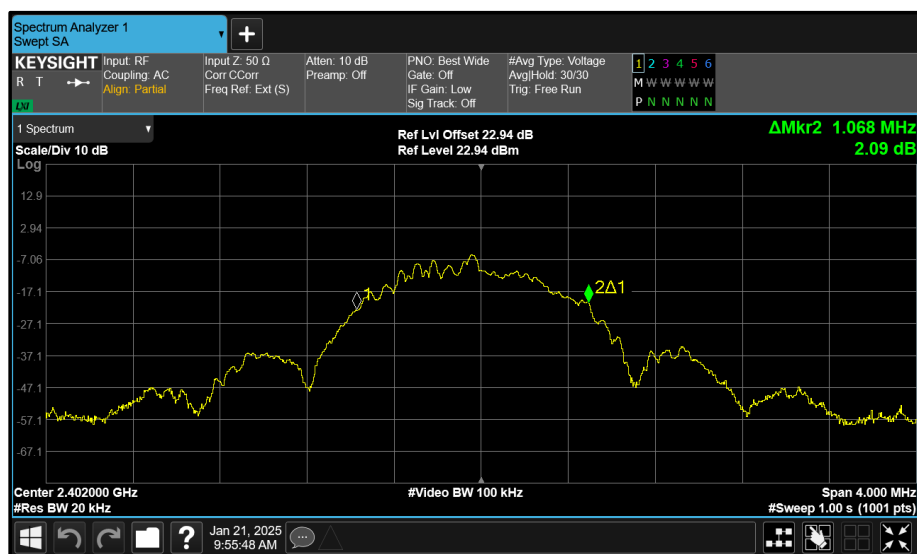 Spectrum Analyzer 1
Swept SA
+
KEYSIGHT
R T
LXI
Input: RF
Coupling: AC
Align: Partial
Input Z: 50 Ω
Corr CCorr
Freq Ref: Ext (S)
Atten: 10 dB
Preamp: Off
PNO: Best Wide
Gate: Off
IF Gain: Low
Sig Track: Off
#Avg Type: Voltage
Avg|Hold: 30/30
Trig: Free Run
1 2 3 4 5 6
M W W W W W
P N N N N N
1 Spectrum
Scale/Div 10 dB
Ref Lvl Offset 22.94 dB
Ref Level 22.94 dBm
ΔMkr2 1.068 MHz
2.09 dB
Log
12.9
2.94
-7.06
-17.1
-27.1
-37.1
-47.1
-57.1
-67.1
1
2Δ1
Center 2.402000 GHz
#Video BW 100 kHz
Span 4.000 MHz
#Res BW 20 kHz
#Sweep 1.00 s (1001 pts)
?
Jan 21, 2025
9:55:48 AM